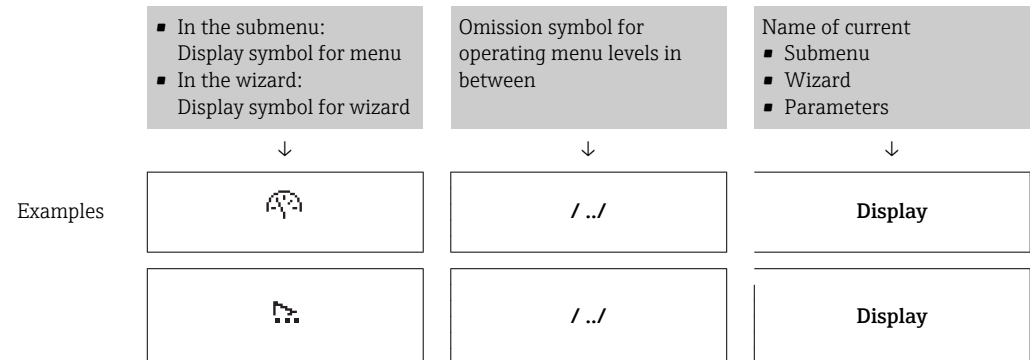 ▪ In the submenu:
Display symbol for menu
▪ In the wizard:
Display symbol for wizard
Omission symbol for
operating menu levels in
between
Name of current
▪ Submenu
▪ Wizard
▪ Parameters
↓ ↓ ↓
Examples / ../ Display
/ ../ Display